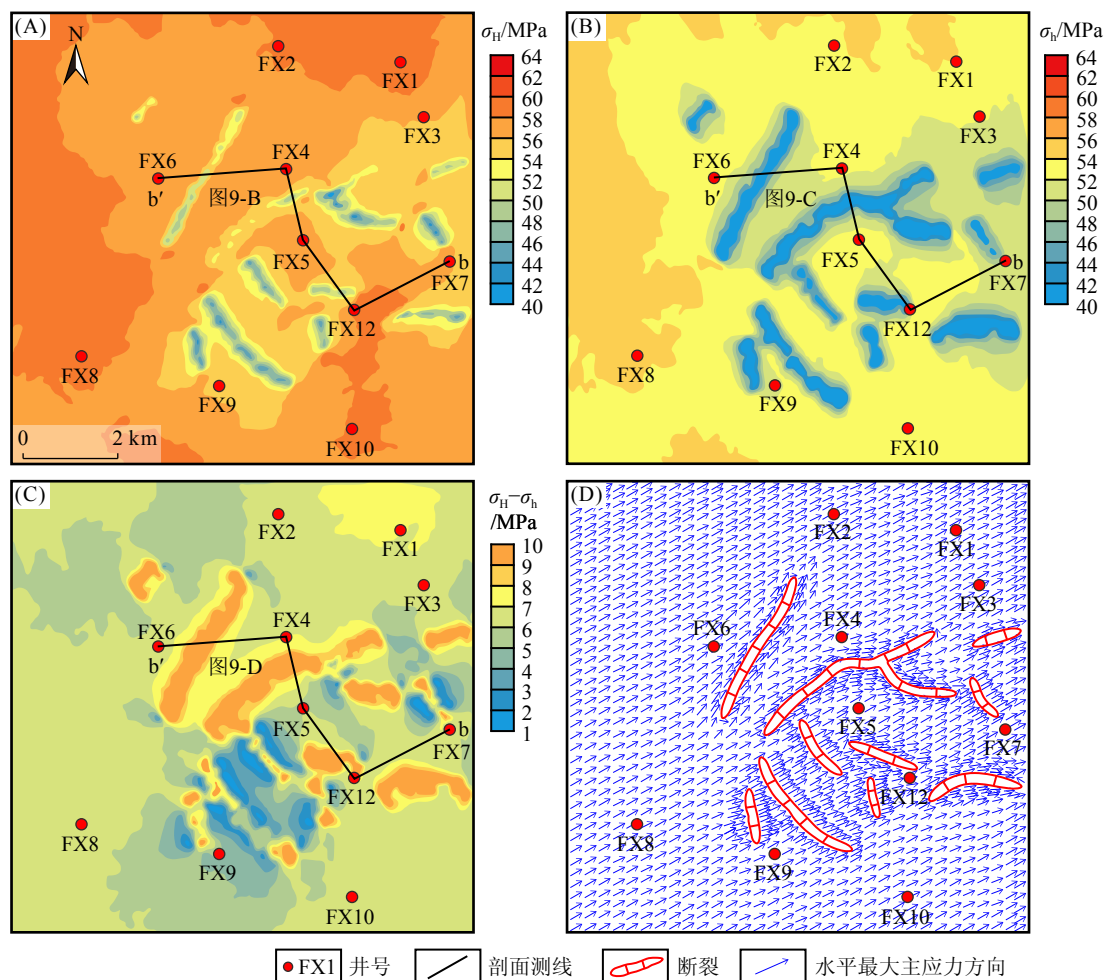 (A)
N
FX2
FX1
FX3
FX6
FX4
b′
图9-B
FX5
b
FX7
FX12
FX8
FX9
FX10
0 2 km
σH/MPa
64
62
60
58
56
54
52
50
48
46
44
42
40
(B)
FX2
FX1
FX3
FX6
FX4
b′
图9-C
FX5
b
FX7
FX12
FX8
FX9
FX10
σh/MPa
64
62
60
58
56
54
52
50
48
46
44
42
40
(C)
FX2
FX1
FX3
FX6
FX4
b′
图9-D
FX5
b
FX7
FX12
FX8
FX9
FX10
σH−σh
/MPa
10
9
8
7
6
5
4
3
2
1
(D)
FX2
FX1
FX3
FX4
FX6
FX5
FX7
FX12
FX8
FX9
FX10
FX1 井号 剖面测线 断裂 水平最大主应力方向